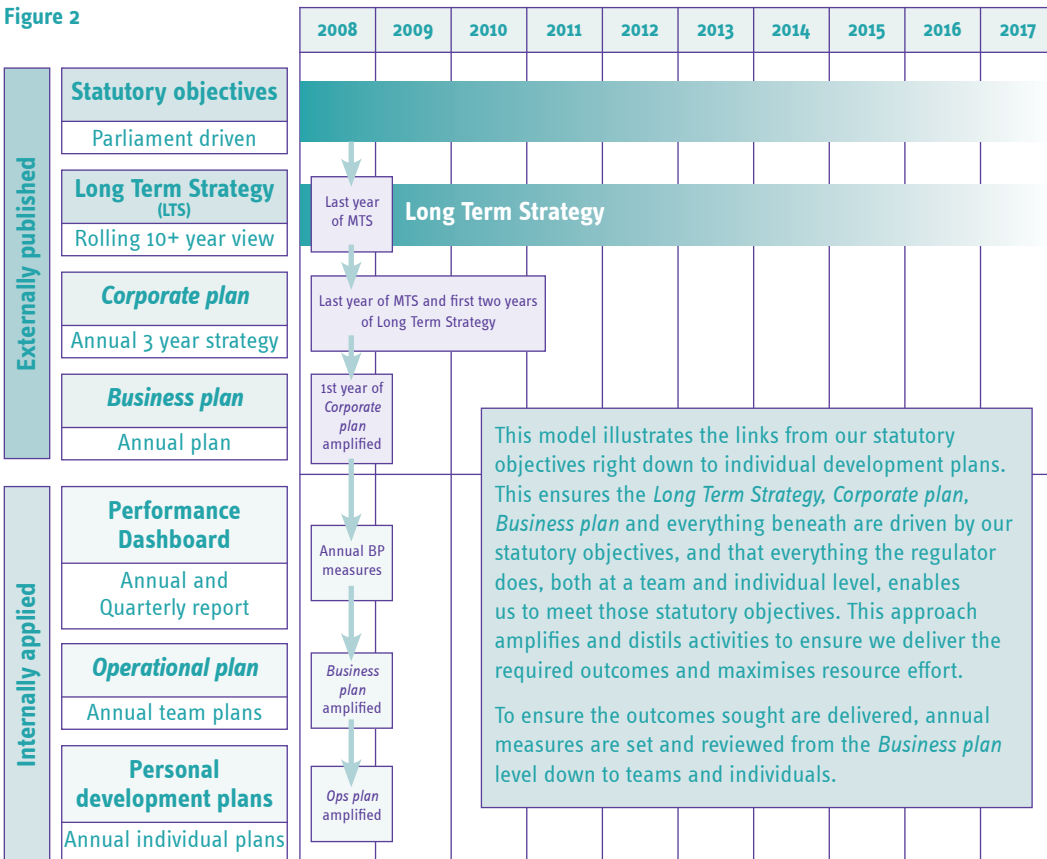 Figure 2
2008 2009 2010 2011 2012 2013 2014 2015 2016 2017
Externally published
Statutory objectives
Parliament driven
Long Term Strategy
(LTS)
Rolling 10+ year view
Last year
of MTS
Long Term Strategy
Corporate plan
Annual 3 year strategy
Last year of MTS and first two years
of Long Term Strategy
Business plan
Annual plan
1st year of
Corporate
plan
amplified
Internally applied
Performance
Dashboard
Annual and
Quarterly report
Annual BP
measures
Operational plan
Annual team plans
Business
plan
amplified
Personal
development plans
Annual individual plans
Ops plan
amplified
This model illustrates the links from our statutory
objectives right down to individual development plans.
This ensures the Long Term Strategy, Corporate plan,
Business plan and everything beneath are driven by our
statutory objectives, and that everything the regulator
does, both at a team and individual level, enables
us to meet those statutory objectives. This approach
amplifies and distils activities to ensure we deliver the
required outcomes and maximises resource effort.
To ensure the outcomes sought are delivered, annual
measures are set and reviewed from the Business plan
level down to teams and individuals.